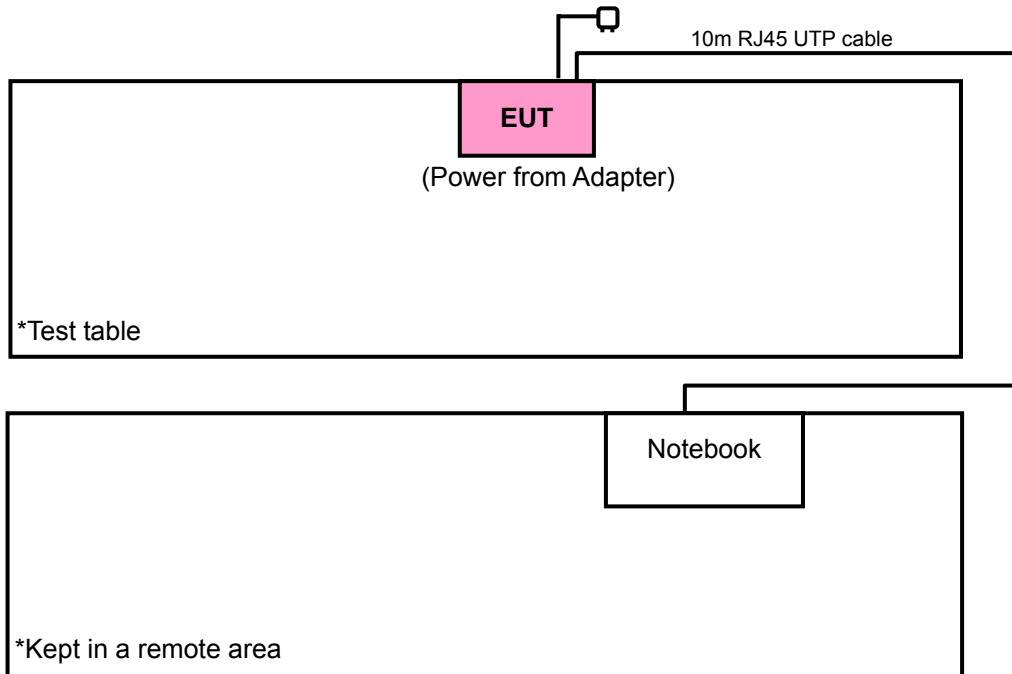 10m RJ45 UTP cable
EUT
(Power from Adapter)
*Test table
Notebook
*Kept in a remote area